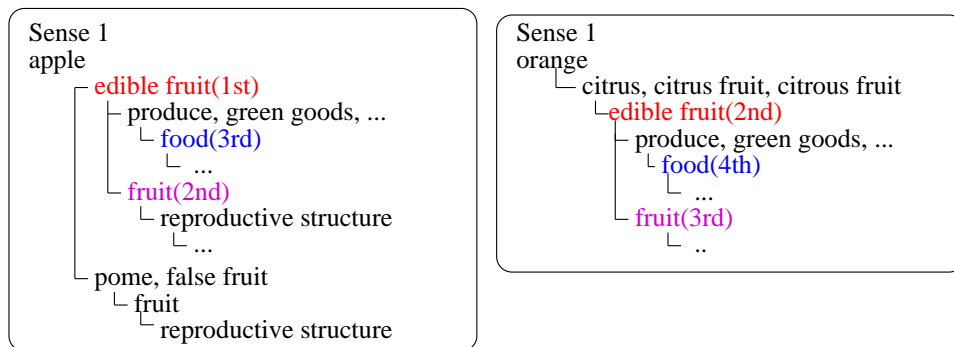 Sense 1
apple
edible fruit(1st)
produce, green goods, ...
food(3rd)
...
fruit(2nd)
reproductive structure
...
pome, false fruit
fruit
reproductive structure
Sense 1
orange
citrus, citrus fruit, citrous fruit
edible fruit(2nd)
produce, green goods, ...
food(4th)
...
fruit(3rd)
..